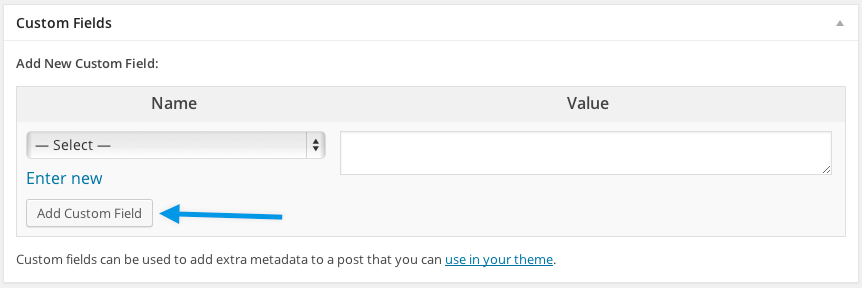 Custom Fields
Add New Custom Field:
Name Value
— Select —
Enter new
Add Custom Field
Custom fields can be used to add extra metadata to a post that you can use in your theme.